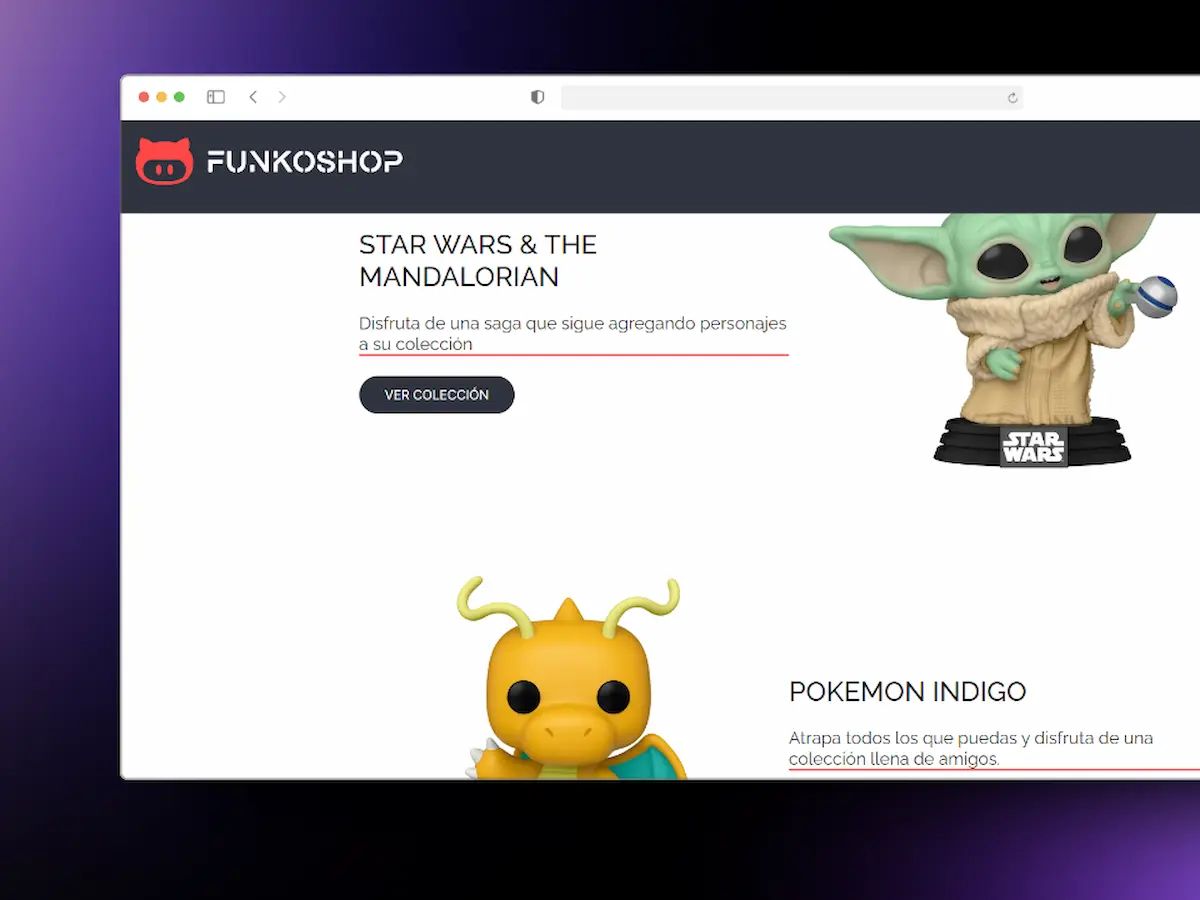 FUNKOSHOP
STAR WARS & THE
MANDALORIAN
Disfruta de una saga que sigue agregando personajes
a su colección
VER COLECCIÓN
STAR
WARS
POKEMON INDIGO
Atrapa todos los que puedas y disfruta de una
colección llena de amigos.